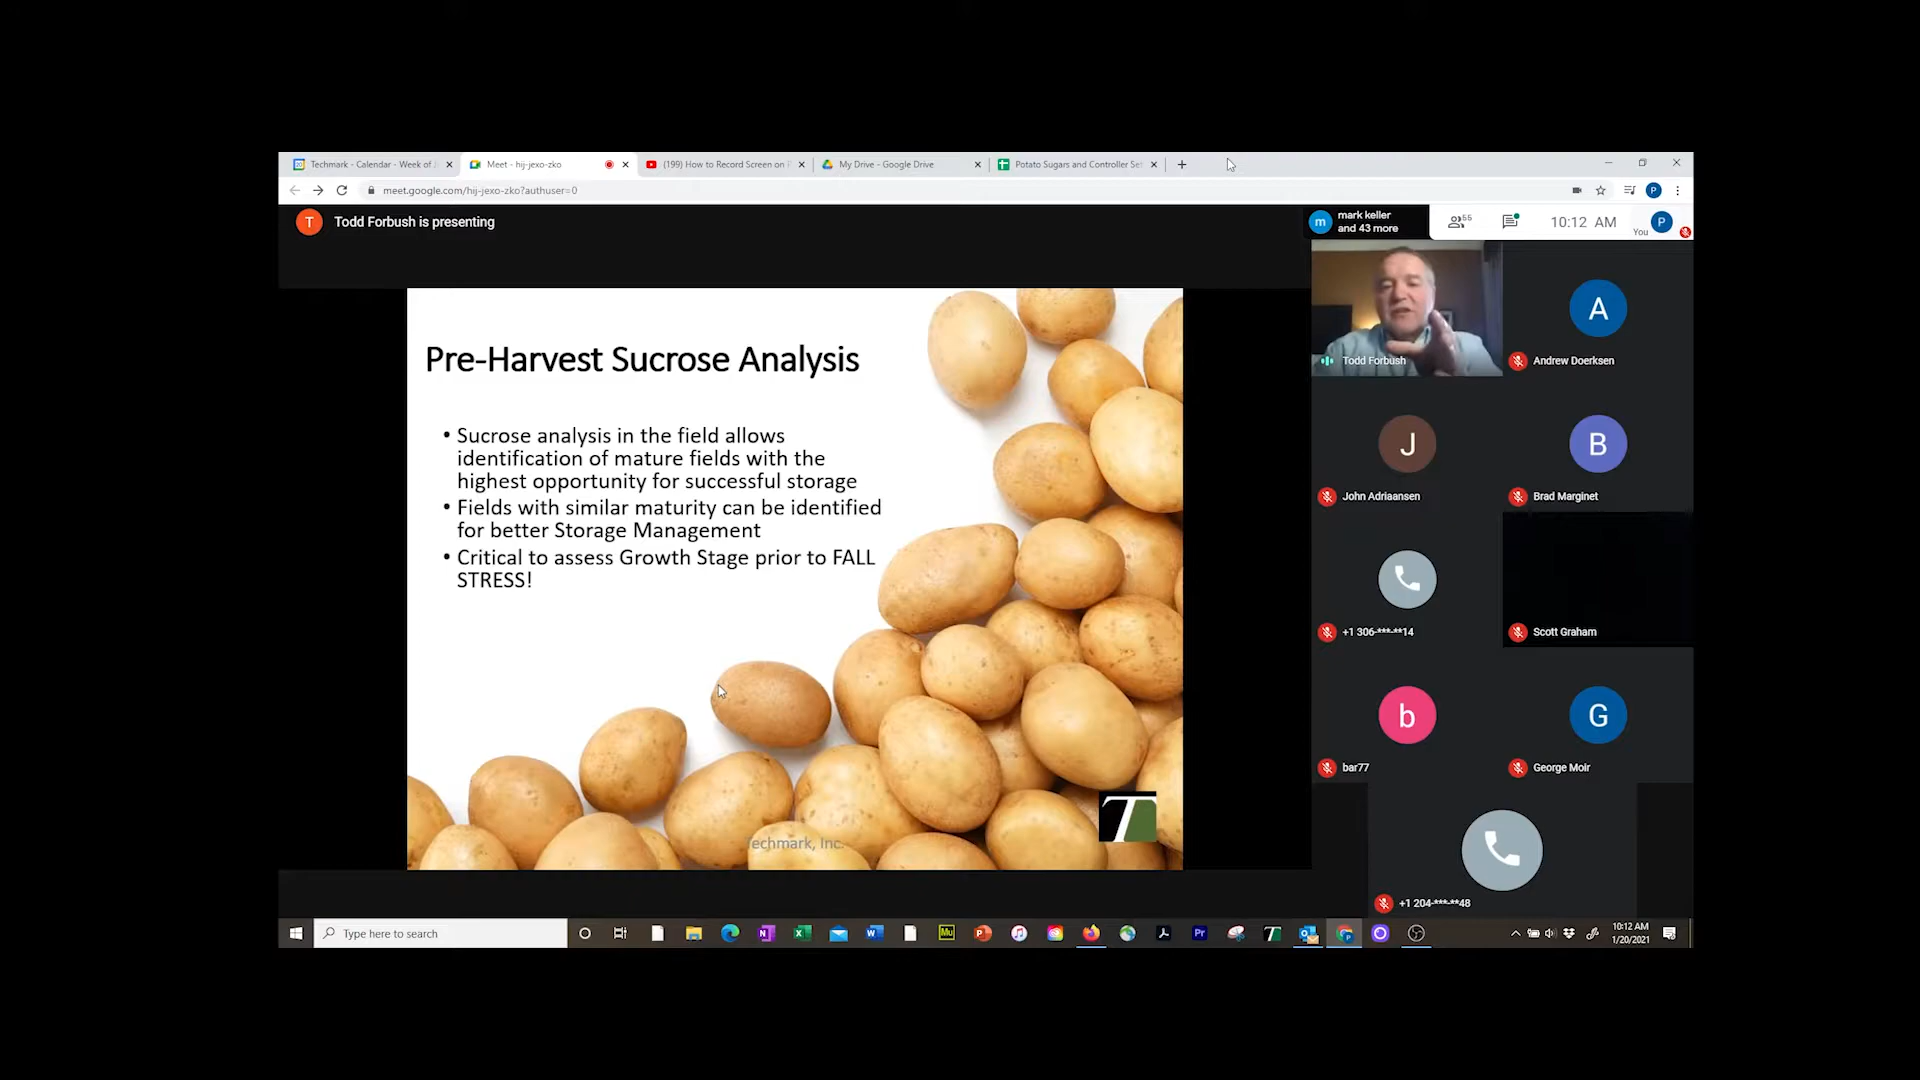 Techmark - Calendar - Week of J
Meet - hij-jexo-zko
(199) How to Record Screen on
My Drive - Google Drive
Potato Sugars and Controller Set
meet.google.com/hij-jexo-zko?authuser=0
P
T
Todd Forbush is presenting
m
mark keller
and 43 more
55
10:12 AM
You
P
Pre-Harvest Sucrose Analysis
• Sucrose analysis in the field allows
identification of mature fields with the
highest opportunity for successful storage
• Fields with similar maturity can be identified
for better Storage Management
• Critical to assess Growth Stage prior to FALL
STRESS!
Techmark, Inc.
T
Todd Forbush
A
Andrew Doerksen
J
John Adriaansen
B
Brad Marginet
+1 306-***-**14
Scott Graham
b
bar77
G
George Moir
+1 204-***-**48
Type here to search
Mu
Pr
10:12 AM
1/20/2021